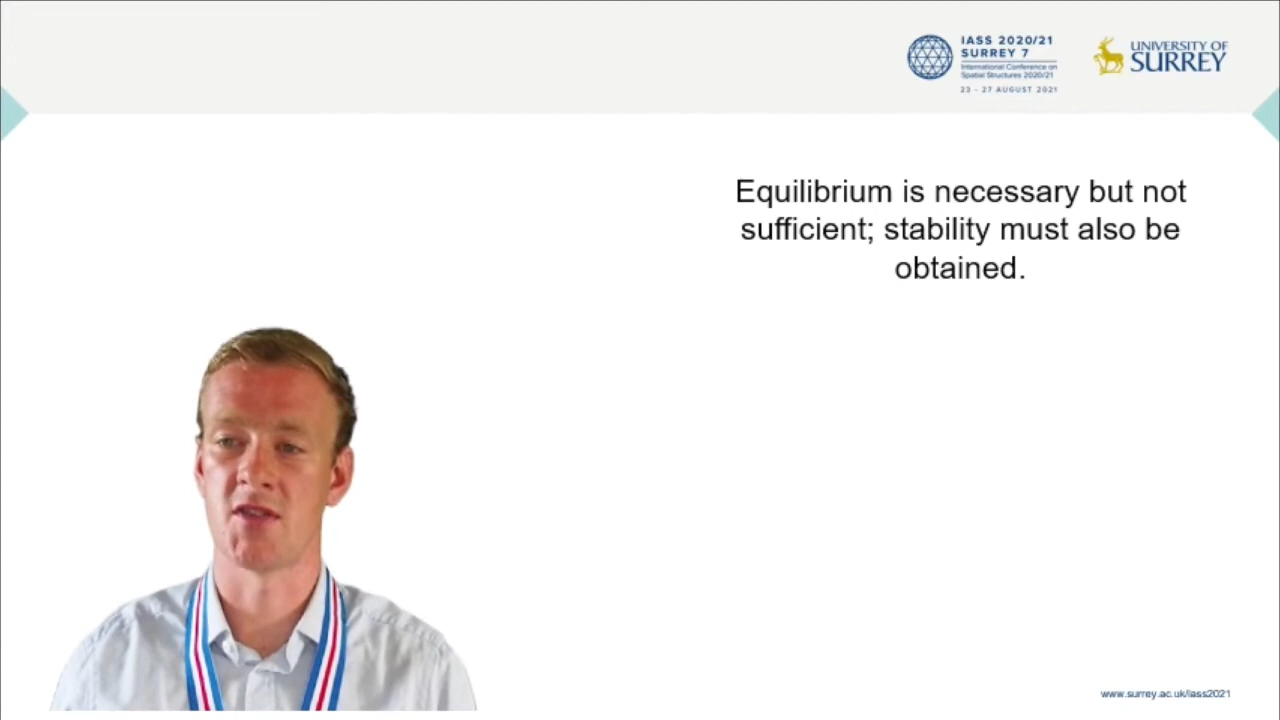 IASS 2020/21
SURREY 7
International Conference on
Spatial Structures 2020/21
23 - 27 AUGUST 2021
UNIVERSITY OF
SURREY
Equilibrium is necessary but not
sufficient; stability must also be
obtained.
www.surrey.ac.uk/iass2021